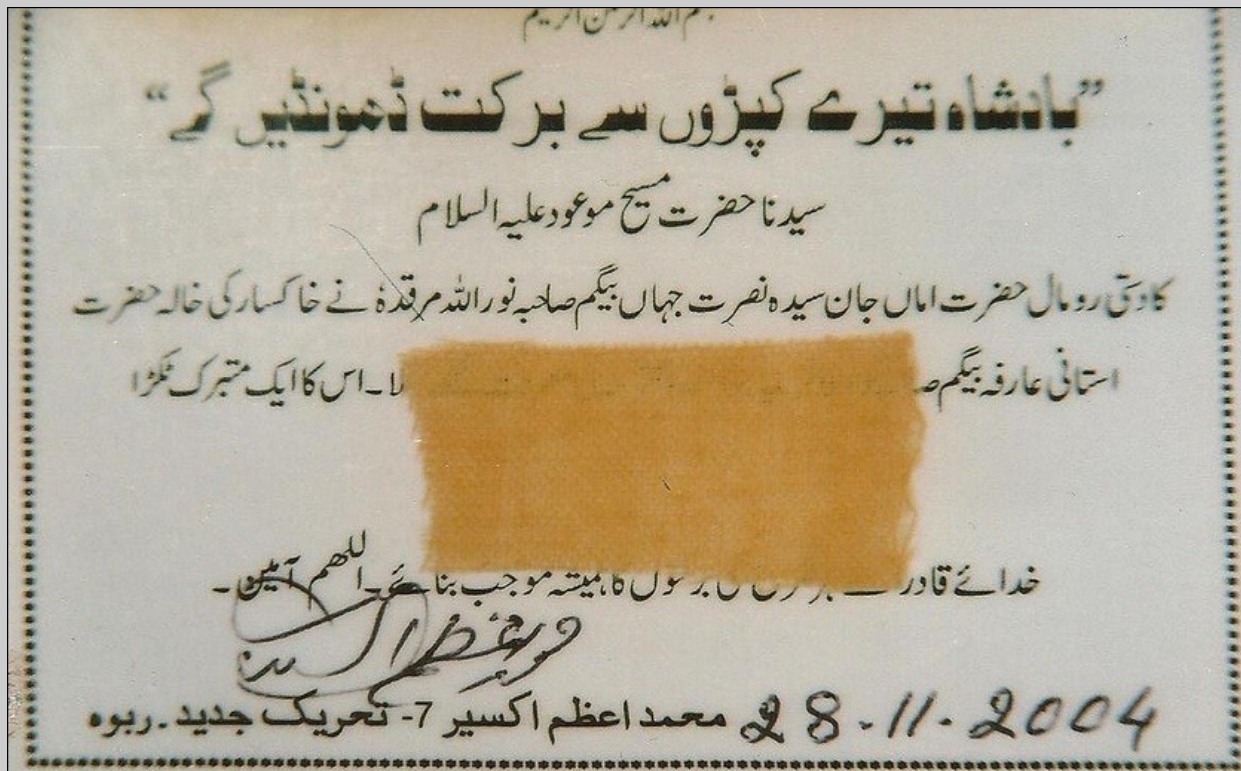 بسم اللہ الرحمن الرحیم
”بادشاہ تیرے کپڑوں سے برکت ڈھونڈیں گے“
سیدنا حضرت مسیح موعود علیہ السلام
کا دستی رومال حضرت اماں جان سیدہ نصرت جہاں بیگم صاحبہ نور اللہ مرقدہٗ نے خاکسار کی خالہ حضرت
استانی عارفہ بیگم لا۔ اس کا ایک متبرک ٹکڑا
خدائے قادر کا ہمیشہ موجب بنائے۔ اللھم آمین۔
محمد اعظم اکسیر 7- تحریک جدید۔ ربوہ 28-11-2004